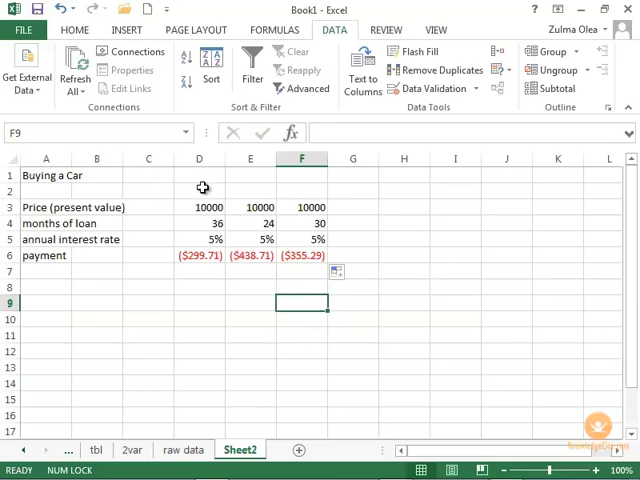 Book1 - Excel
FILE HOME INSERT PAGE LAYOUT FORMULAS DATA REVIEW VIEW Zulma Olea
Get External Data
Refresh All
Connections
Properties
Edit Links
Connections
Sort
Filter
Clear
Reapply
Advanced
Sort & Filter
Text to Columns
Flash Fill
Remove Duplicates
Data Validation
Data Tools
Group
Ungroup
Subtotal
Outline
F9 fx
A B C D E F G H I J K L
1 Buying a Car
2
3 Price (present value) 10000 10000 10000
4 months of loan 36 24 30
5 annual interest rate 5% 5% 5%
6 payment ($299.71) ($438.71) ($355.29)
7
8
9
10
11
12
13
14
15
16
17
KnowledgeCity.com
... tbl 2var raw data Sheet2
READY NUM LOCK 100%